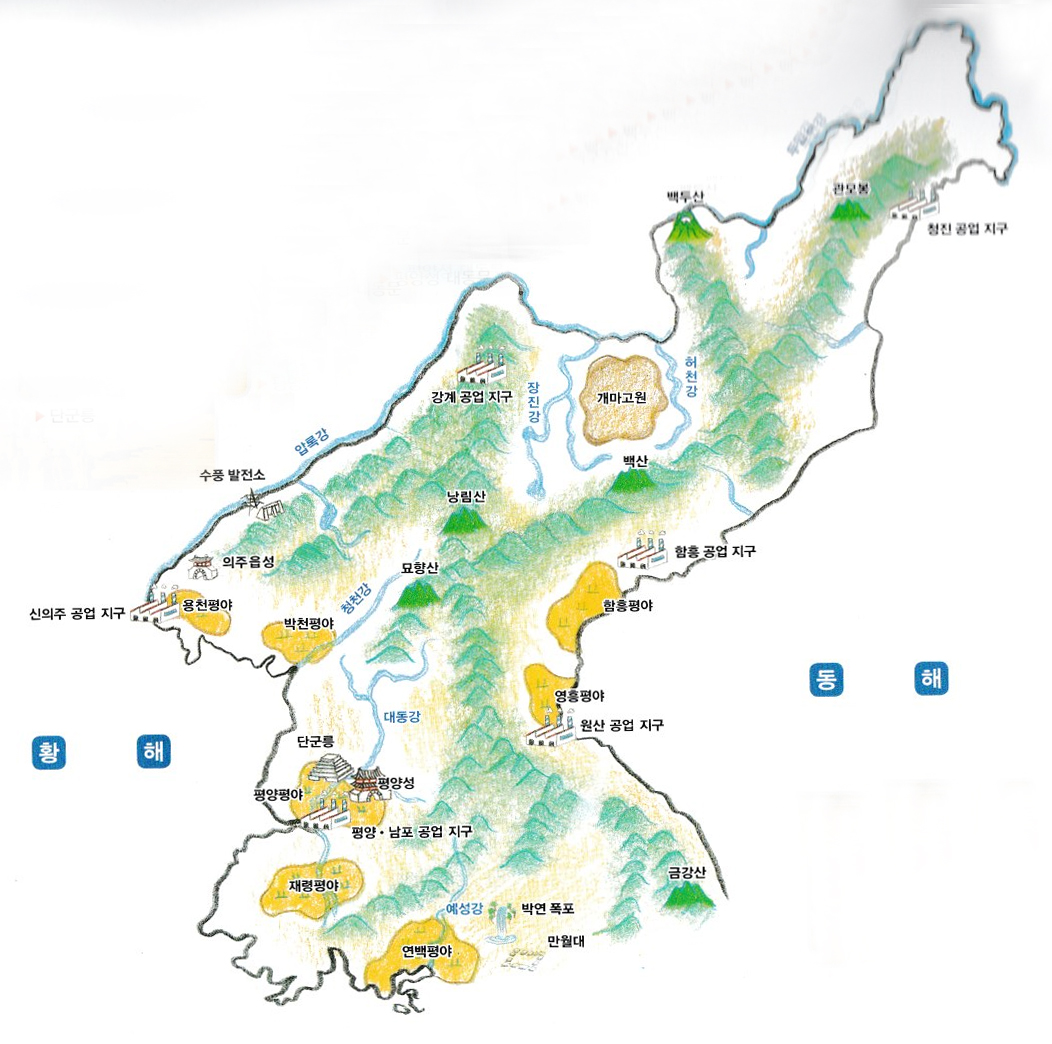 백두산
관모봉
청진 공업 지구
강계 공업 지구
장진강
개마고원
허천강
압록강
수풍 발전소
백산
낭림산
의주읍성
묘향산
함흥 공업 지구
신의주 공업 지구
용천평야
박천평야
칭천강
함흥평야
동 해
영흥평야
원산 공업 지구
대동강
황 해
단군릉
평양성
평양평야
평양·남포 공업 지구
재령평야
금강산
예성강
박연 폭포
만월대
연백평야
단군릉